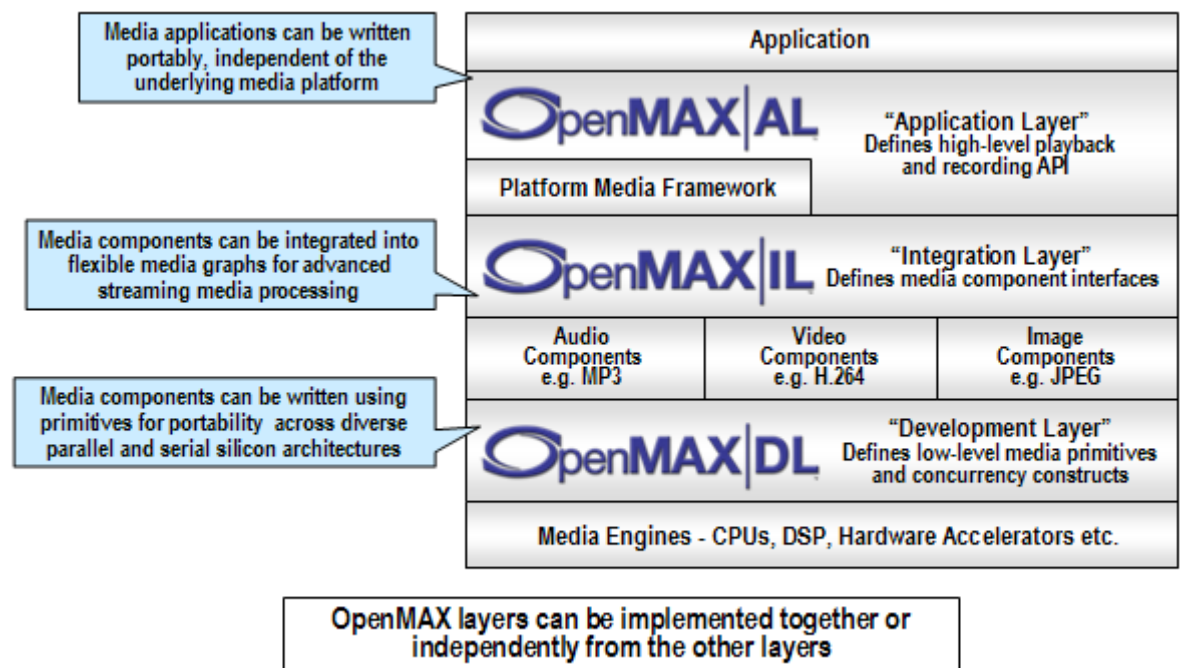 Media applications can be written
portably, independent of the
underlying media platform
Application
OpenMAX|AL
"Application Layer"
Defines high-level playback
and recording API
Platform Media Framework
Media components can be integrated into
flexible media graphs for advanced
streaming media processing
OpenMAX|IL
"Integration Layer"
Defines media component interfaces
Audio
Components
e.g. MP3
Video
Components
e.g. H.264
Image
Components
e.g. JPEG
Media components can be written using
primitives for portability across diverse
parallel and serial silicon architectures
OpenMAX|DL
"Development Layer"
Defines low-level media primitives
and concurrency constructs
Media Engines - CPUs, DSP, Hardware Accelerators etc.
OpenMAX layers can be implemented together or
independently from the other layers